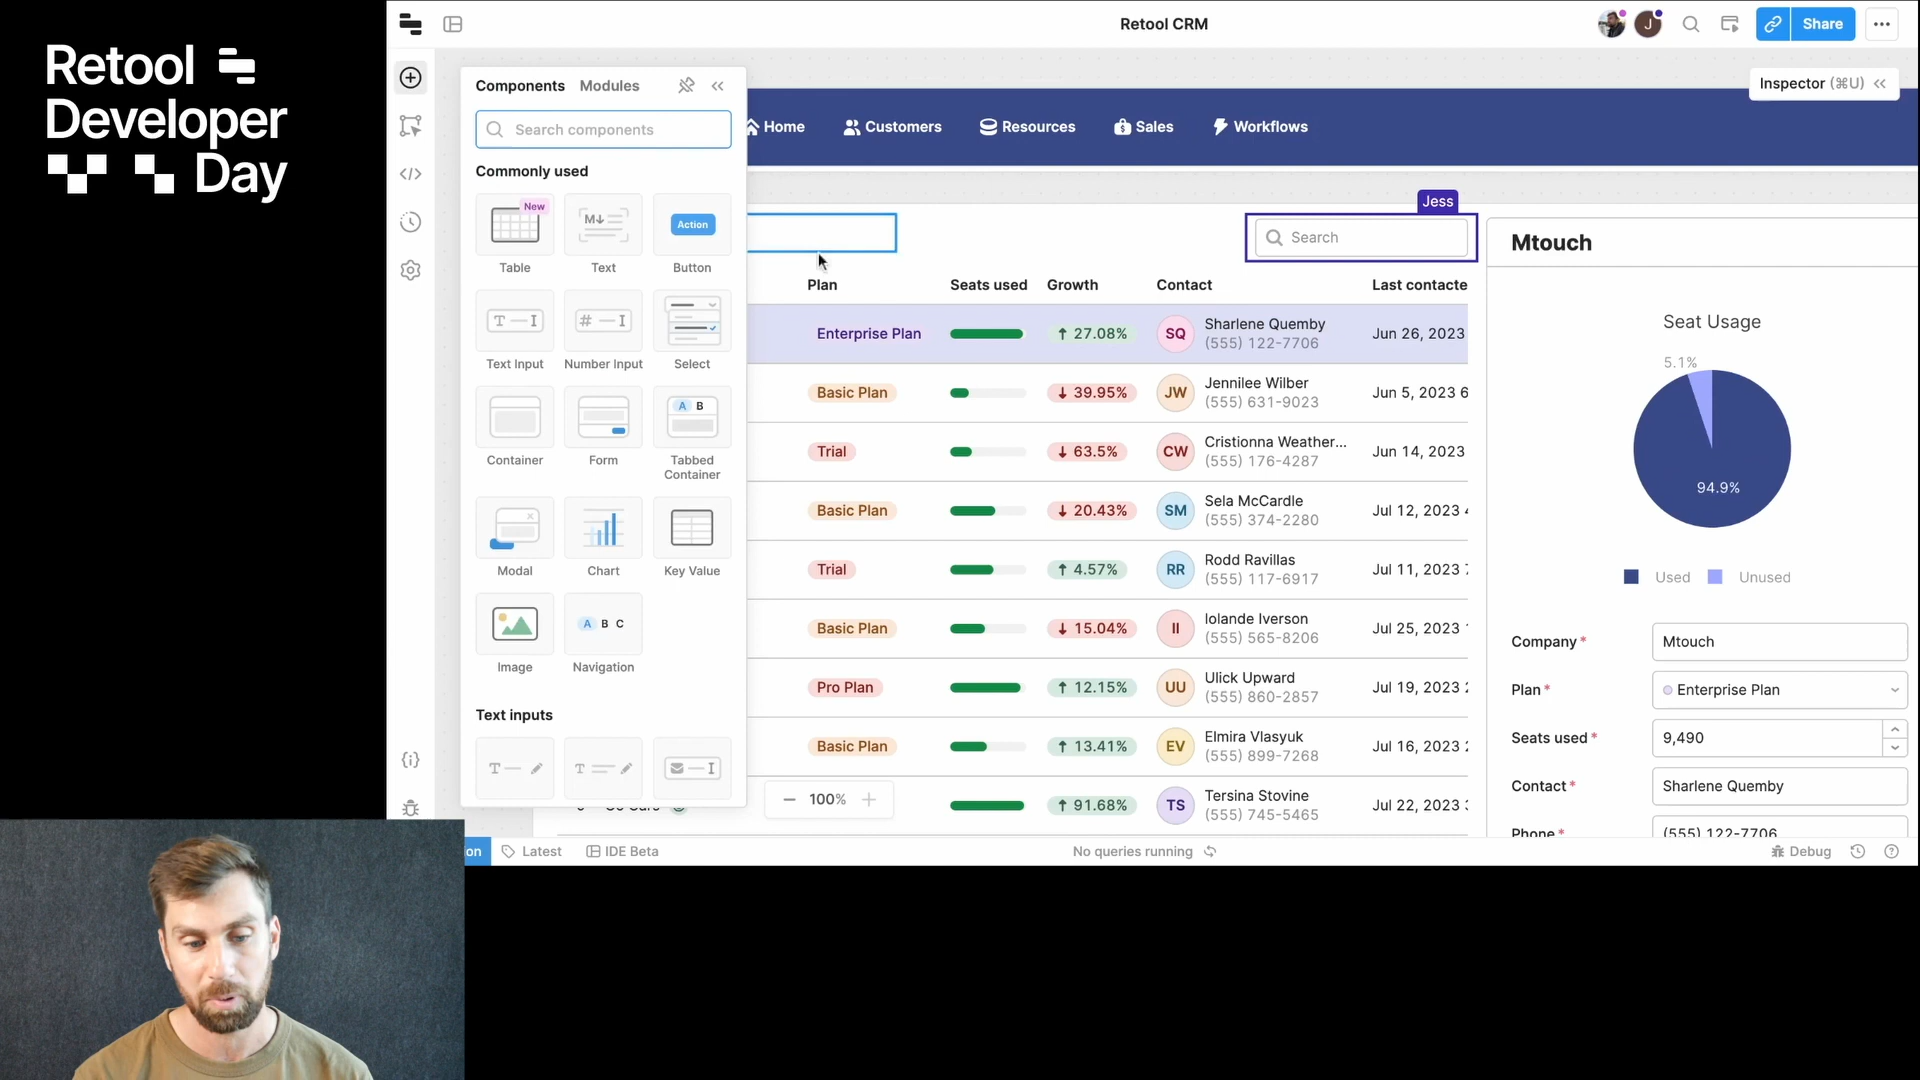 Retool
Developer
Day
Retool CRM
J
Share
Components
Modules
Inspector (⌘U)
Search components
Home
Customers
Resources
Sales
Workflows
Commonly used
New
M↓
Action
Table
Text
Button
Jess
Search
Mtouch
Plan
Seats used
Growth
Contact
Last contacte
T
# 
Text Input
Number Input
Select
Enterprise Plan
↑ 27.08%
SQ
Sharlene Quemby
(555) 122-7706
Jun 26, 2023
Seat Usage
5.1%
94.9%
Used
Unused
Basic Plan
↓ 39.95%
JW
Jennilee Wilber
(555) 631-9023
Jun 5, 2023 6
A B
Container
Form
Tabbed
Container
Trial
↓ 63.5%
CW
Cristionna Weather...
(555) 176-4287
Jun 14, 2023
Basic Plan
↓ 20.43%
SM
Sela McCardle
(555) 374-2280
Jul 12, 2023
Modal
Chart
Key Value
Trial
↑ 4.57%
RR
Rodd Ravillas
(555) 117-6917
Jul 11, 2023
A B C
Image
Navigation
Basic Plan
↓ 15.04%
II
Iolande Iverson
(555) 565-8206
Jul 25, 2023
Company*
Mtouch
Pro Plan
↑ 12.15%
UU
Ulick Upward
(555) 860-2857
Jul 19, 2023
Plan*
Enterprise Plan
Text inputs
T
T
Basic Plan
↑ 13.41%
EV
Elmira Vlasyuk
(555) 899-7268
Jul 16, 2023
Seats used*
9,490
Contact*
Sharlene Quemby
100%
↑ 91.68%
TS
Tersina Stovine
(555) 745-5465
Jul 22, 2023
Phone*
(555) 122-7706
on
Latest
IDE Beta
No queries running
Debug